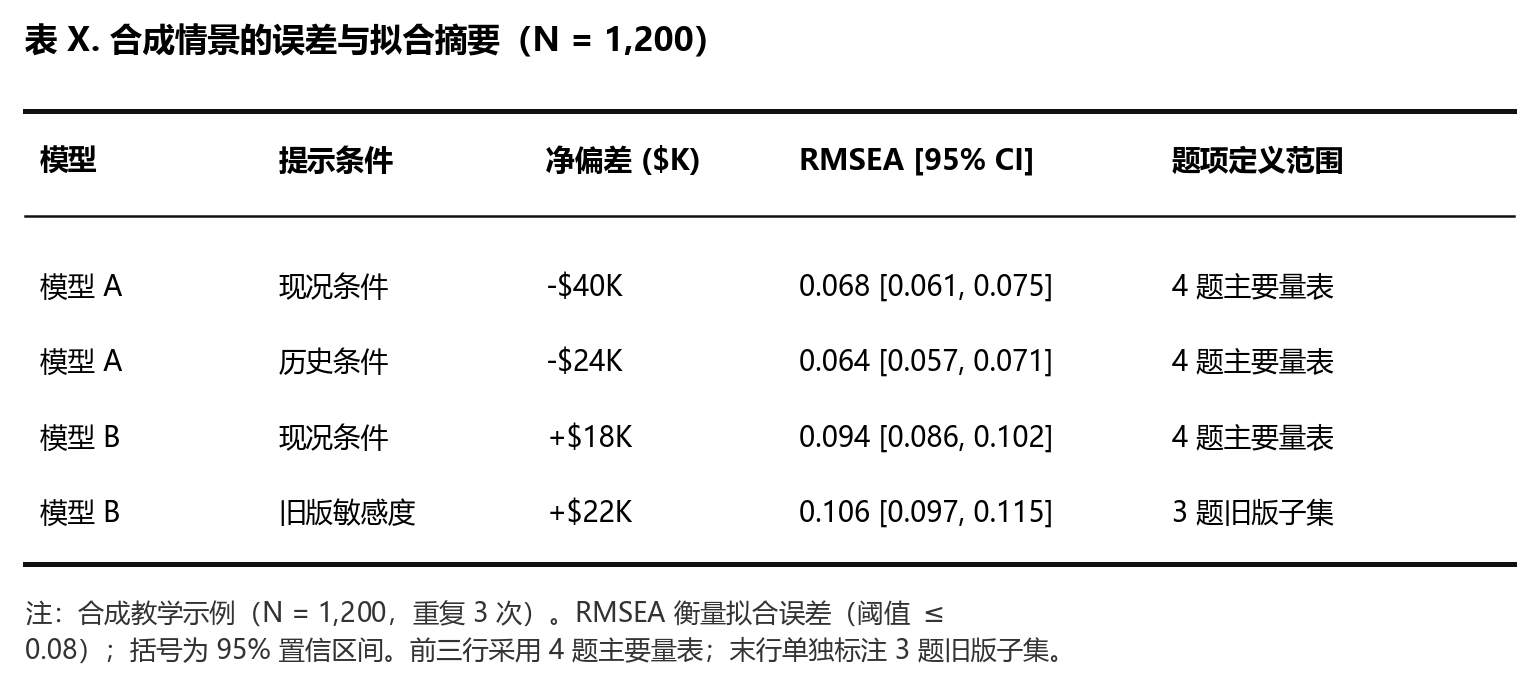 表 X. 合成情景的误差与拟合摘要（N = 1,200）
模型 提示条件 净偏差 ($K) RMSEA [95% CI] 题项定义范围
模型 A 现况条件 -$40K 0.068 [0.061, 0.075] 4 题主要量表
模型 A 历史条件 -$24K 0.064 [0.057, 0.071] 4 题主要量表
模型 B 现况条件 +$18K 0.094 [0.086, 0.102] 4 题主要量表
模型 B 旧版敏感度 +$22K 0.106 [0.097, 0.115] 3 题旧版子集
注：合成教学示例（N = 1,200，重复 3 次）。RMSEA 衡量拟合误差（阈值 ≤
0.08）；括号为 95% 置信区间。前三行采用 4 题主要量表；末行单独标注 3 题旧版子集。